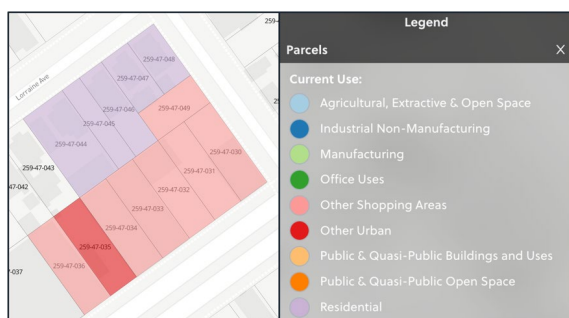 259-4
Lorraine Ave
259-47-048
259-47-047
259-47-046
259-47-049
259-47-045
259-47-044
259-47-043
47-042
259-47-030
259-47-031
259-47-032
259-47-033
259-47-034
259-47-035
259-47-036
-037
Legend
Parcels X
Current Use:
Agricultural, Extractive & Open Space
Industrial Non-Manufacturing
Manufacturing
Office Uses
Other Shopping Areas
Other Urban
Public & Quasi-Public Buildings and Uses
Public & Quasi-Public Open Space
Residential